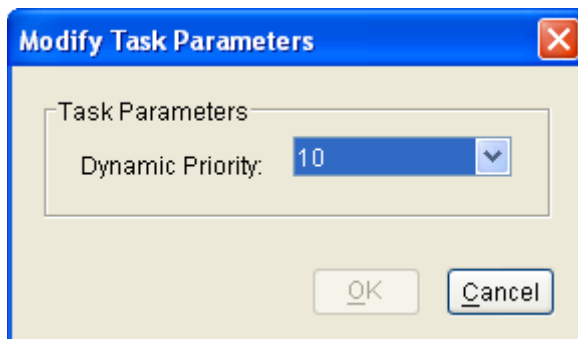 Modify Task Parameters
Task Parameters
Dynamic Priority: 10
OK Cancel